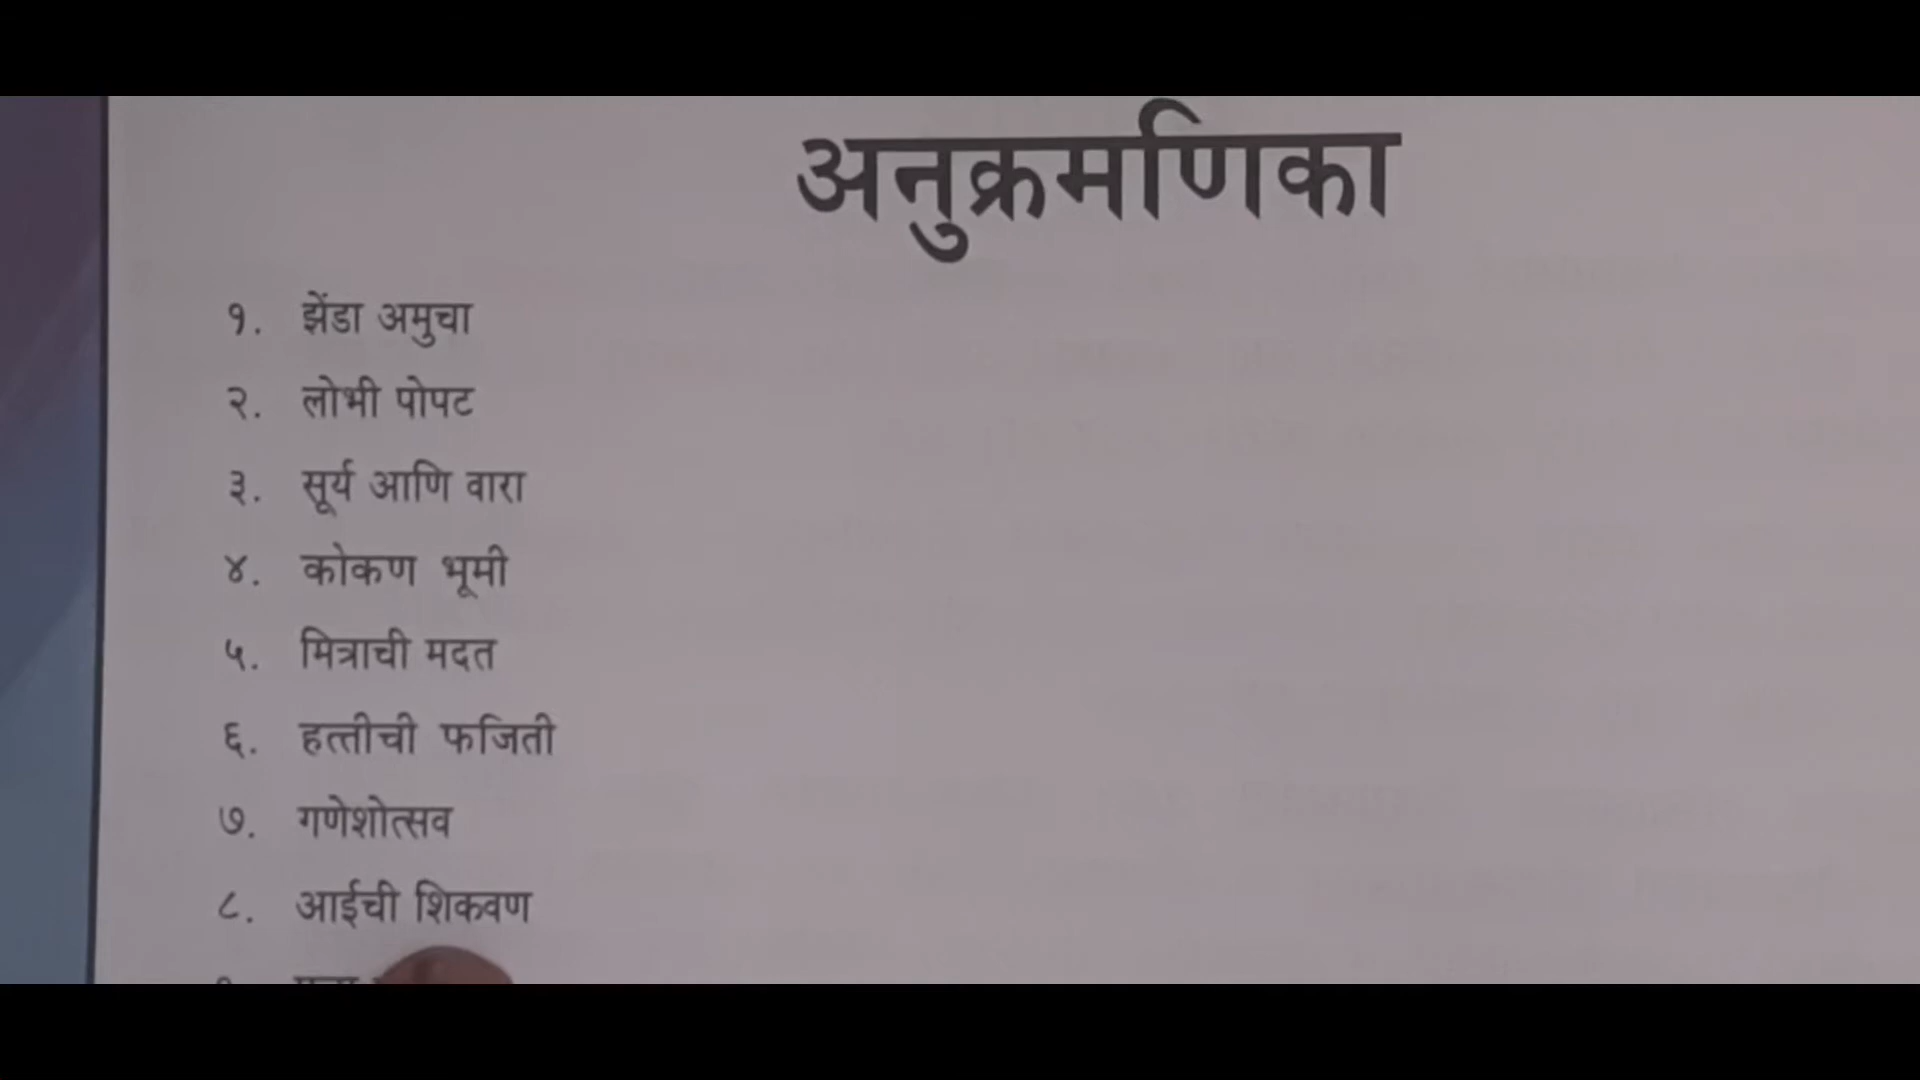 अनुक्रमणिका
१. झेंडा अमुचा
२. लोभी पोपट
३. सूर्य आणि वारा
४. कोकण भूमी
५. मित्राची मदत
६. हत्तीची फजिती
७. गणेशोत्सव
८. आईची शिकवण